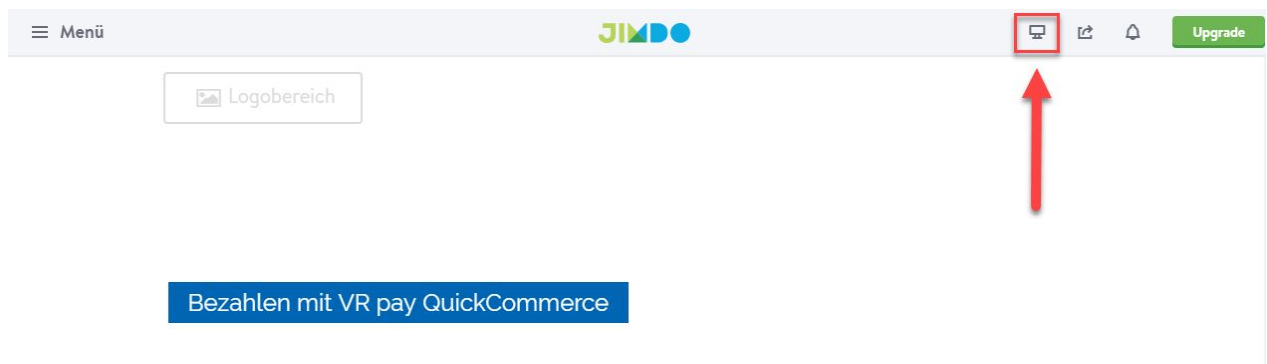 Menü
JIMDO
Upgrade
Logobereich
Bezahlen mit VR pay QuickCommerce